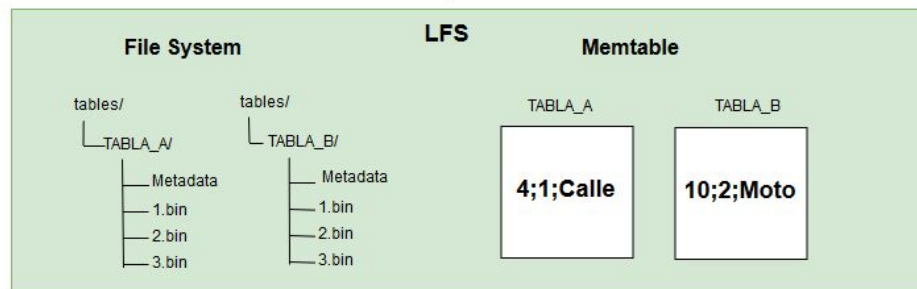 LFS
File System
tables/
TABLA_A/
Metadata
1.bin
2.bin
3.bin
tables/
TABLA_B/
Metadata
1.bin
2.bin
3.bin
Memtable
TABLA_A
4;1;Calle
TABLA_B
10;2;Moto